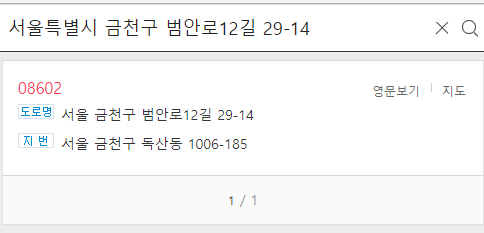 서울특별시 금천구 범안로12길 29-14
08602 영문보기 지도
도로명 서울 금천구 범안로12길 29-14
지번 서울 금천구 독산동 1006-185
1 / 1